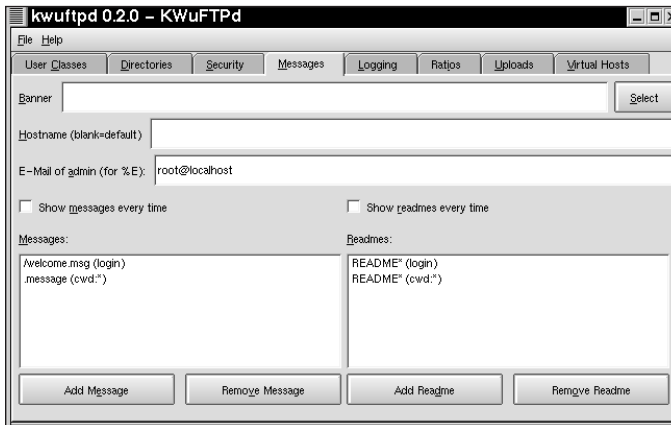 kwuftpd 0.2.0 – KWuFTPd
File Help
User Classes Directories Security Messages Logging Ratios Uploads Virtual Hosts
Banner Select
Hostname (blank=default)
E-Mail of admin (for %E): root@localhost
Show messages every time Show readmes every time
Messages: Readmes:
/welcome.msg (login) README* (login)
.message (cwd:*) README* (cwd:*)
Add Message Remove Message Add Readme Remove Readme